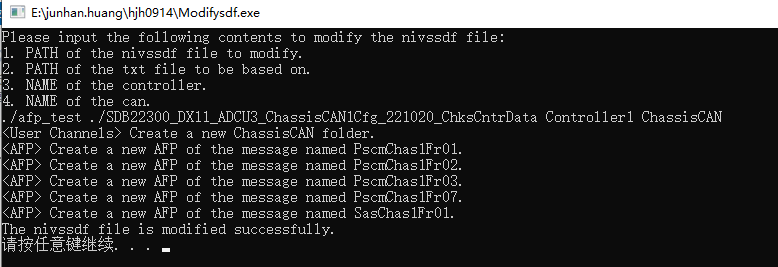 E:\junhan.huang\hjh0914\Modifysdf.exe
Please input the following contents to modify the nivssdf file:
1. PATH of the nivssdf file to modify.
2. PATH of the txt file to be based on.
3. NAME of the controller.
4. NAME of the can.
./afp_test ./SDB22300_DX11_ADCU3_ChassisCAN1Cfg_221020_ChksCntrData Controller1 ChassisCAN
<User Channels> Create a new ChassisCAN folder.
<AFP> Create a new AFP of the message named PscmChas1Fr01.
<AFP> Create a new AFP of the message named PscmChas1Fr02.
<AFP> Create a new AFP of the message named PscmChas1Fr03.
<AFP> Create a new AFP of the message named PscmChas1Fr07.
<AFP> Create a new AFP of the message named SasChas1Fr01.
The nivssdf file is modified successfully.
请按任意键继续. . .